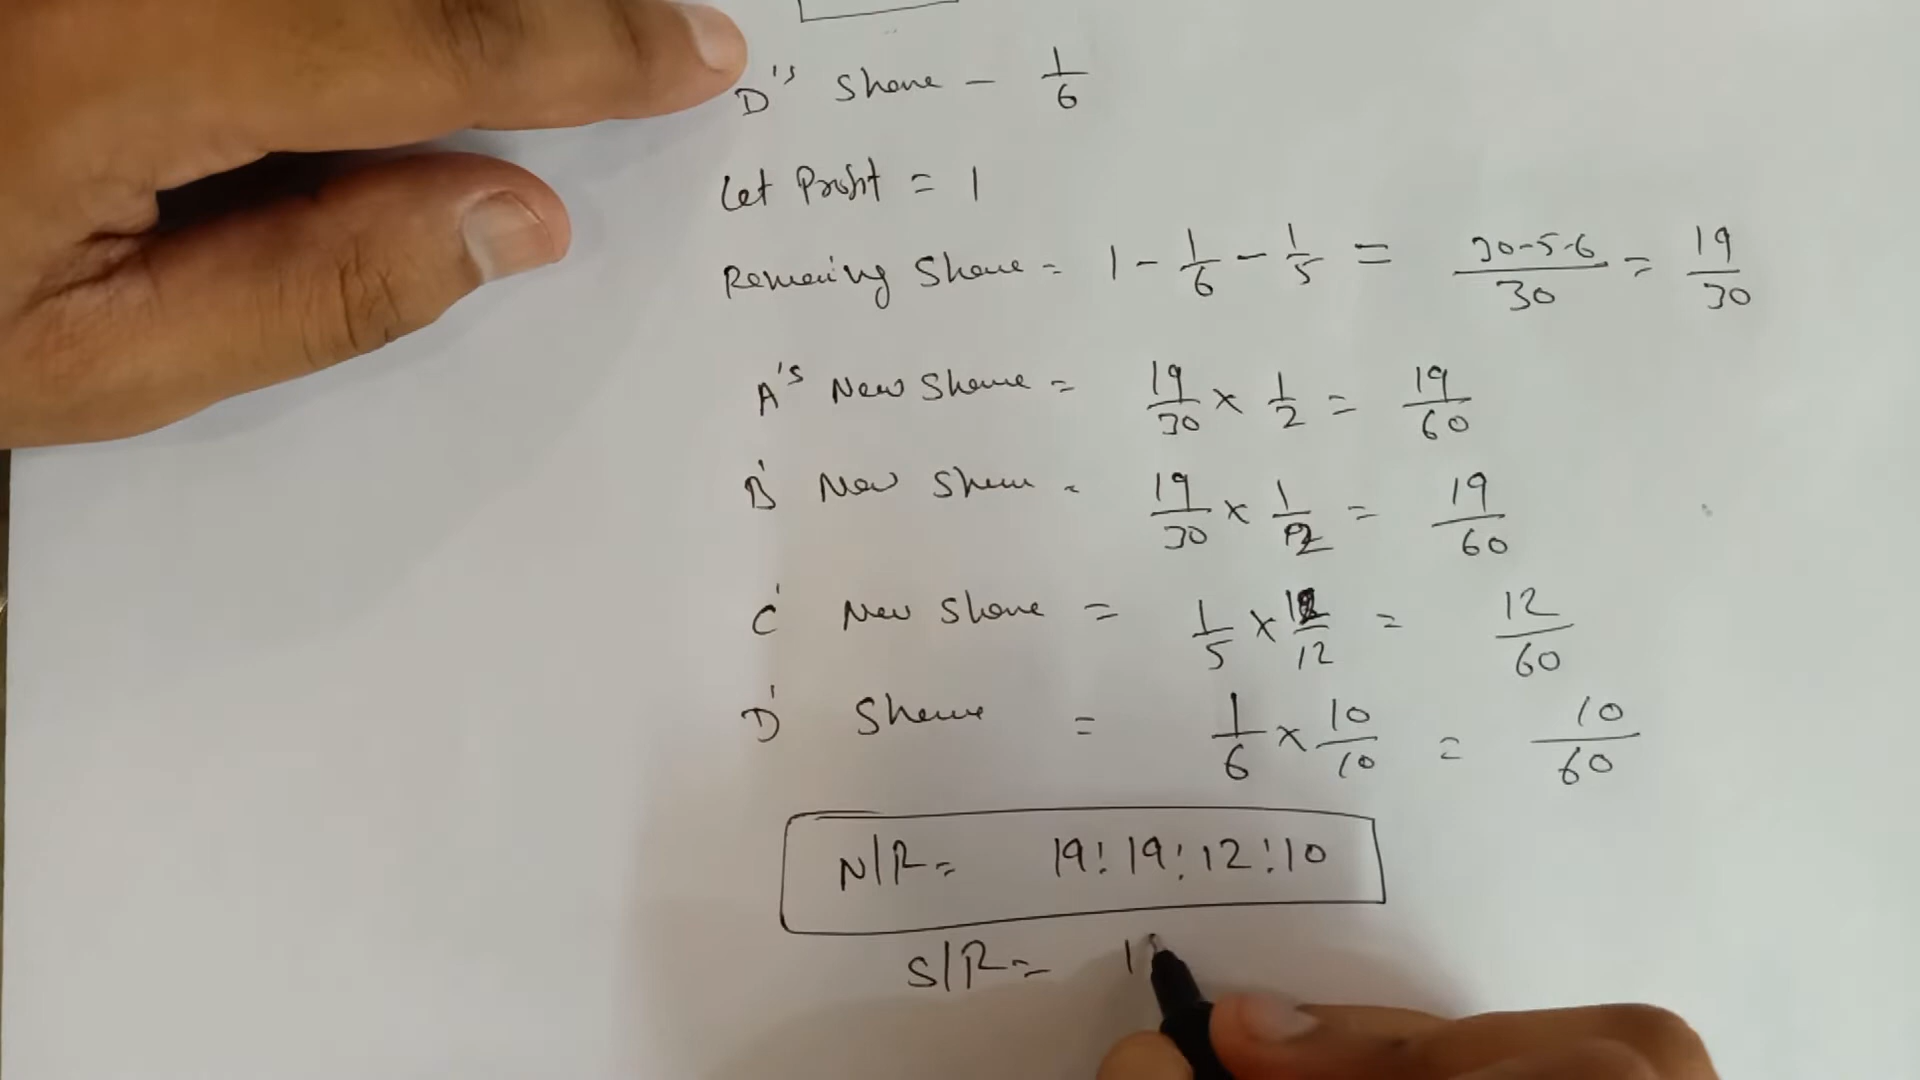 D's Share - 1/6
Let Profit = 1
Remaining Share = 1 - 1/6 - 1/5 = 30-5-6/30 = 19/30
A's New Share = 19/30 × 1/2 = 19/60
B' New Share = 19/30 × 1/2 = 19/60
C' New Share = 1/5 × 12/12 = 12/60
D' Share = 1/6 × 10/10 = 10/60
N/R = 19:19:12:10
S/R = 1